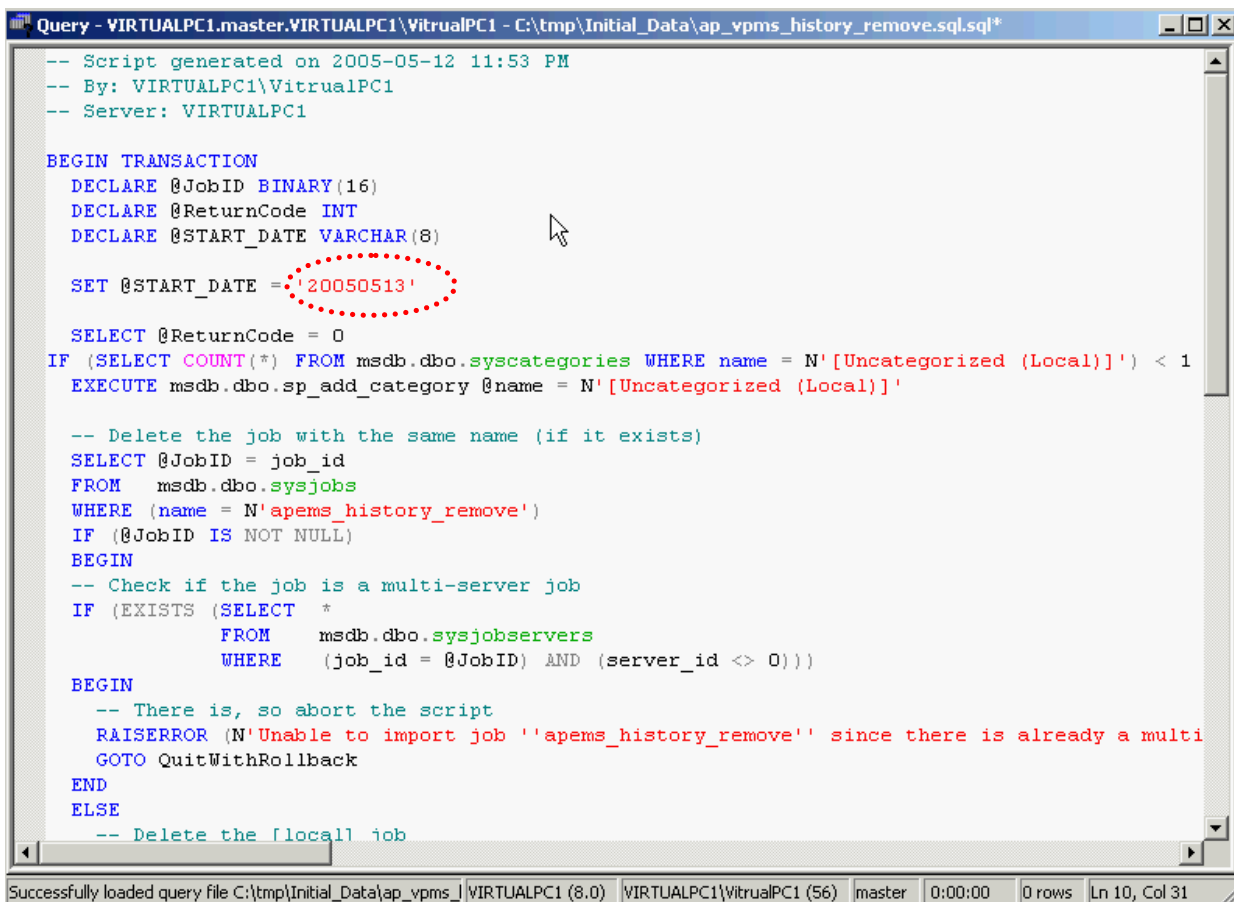 Query - VIRTUALPC1.master.VIRTUALPC1\VitrualPC1 - C:\tmp\Initial_Data\ap_vpms_history_remove.sql.sql*
-- Script generated on 2005-05-12 11:53 PM
-- By: VIRTUALPC1\VitrualPC1
-- Server: VIRTUALPC1
BEGIN TRANSACTION
DECLARE @JobID BINARY(16)
DECLARE @ReturnCode INT
DECLARE @START_DATE VARCHAR(8)
SET @START_DATE = '20050513'
SELECT @ReturnCode = 0
IF (SELECT COUNT(*) FROM msdb.dbo.syscategories WHERE name = N'[Uncategorized (Local)]') < 1
EXECUTE msdb.dbo.sp_add_category @name = N'[Uncategorized (Local)]'
-- Delete the job with the same name (if it exists)
SELECT @JobID = job_id
FROM msdb.dbo.sysjobs
WHERE (name = N'apems_history_remove')
IF (@JobID IS NOT NULL)
BEGIN
-- Check if the job is a multi-server job
IF (EXISTS (SELECT *
FROM msdb.dbo.sysjobservers
WHERE (job_id = @JobID) AND (server_id <> 0)))
BEGIN
-- There is, so abort the script
RAISERROR (N'Unable to import job ''apems_history_remove'' since there is already a multi
GOTO QuitWithRollback
END
ELSE
-- Delete the [local] job
Successfully loaded query file C:\tmp\Initial_Data\ap_vpms_l VIRTUALPC1 (8.0) VIRTUALPC1\VitrualPC1 (56) master 0:00:00 0 rows Ln 10, Col 31